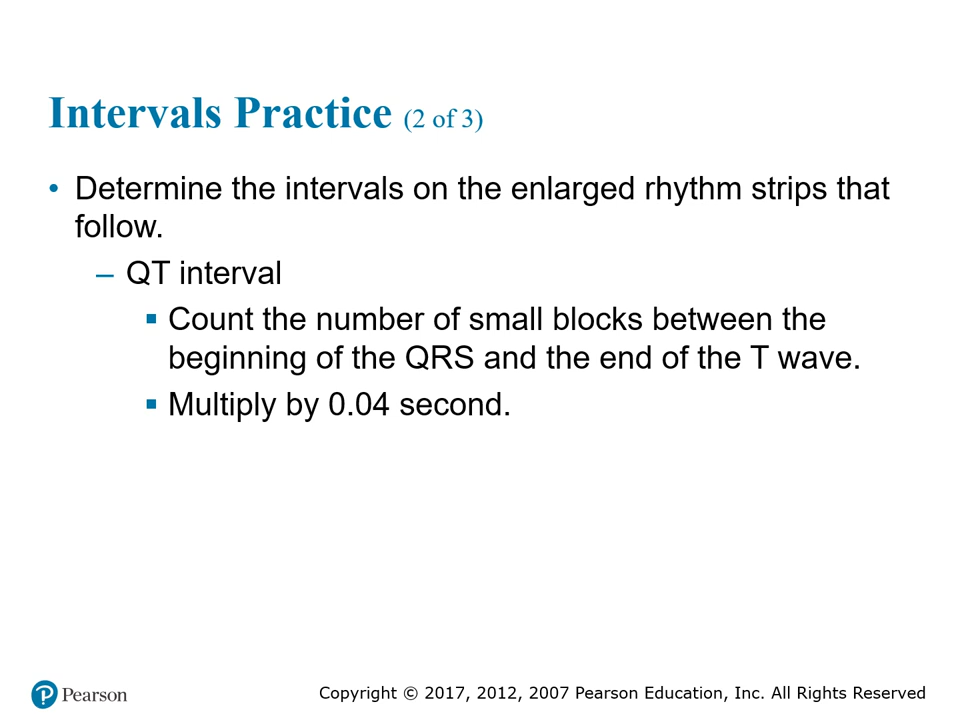 Intervals Practice (2 of 3)
• Determine the intervals on the enlarged rhythm strips that
follow.
– QT interval
▪ Count the number of small blocks between the
beginning of the QRS and the end of the T wave.
▪ Multiply by 0.04 second.
P Pearson
Copyright © 2017, 2012, 2007 Pearson Education, Inc. All Rights Reserved